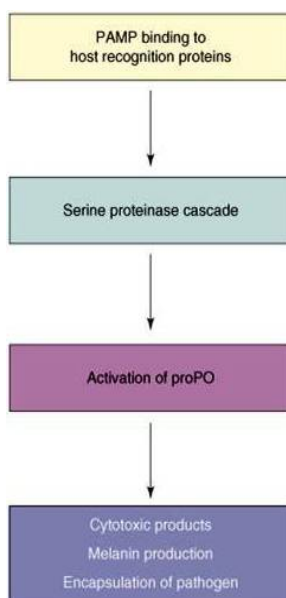 PAMP binding to
host recognition proteins
Serine proteinase cascade
Activation of proPO
Cytotoxic products
Melanin production
Encapsulation of pathogen